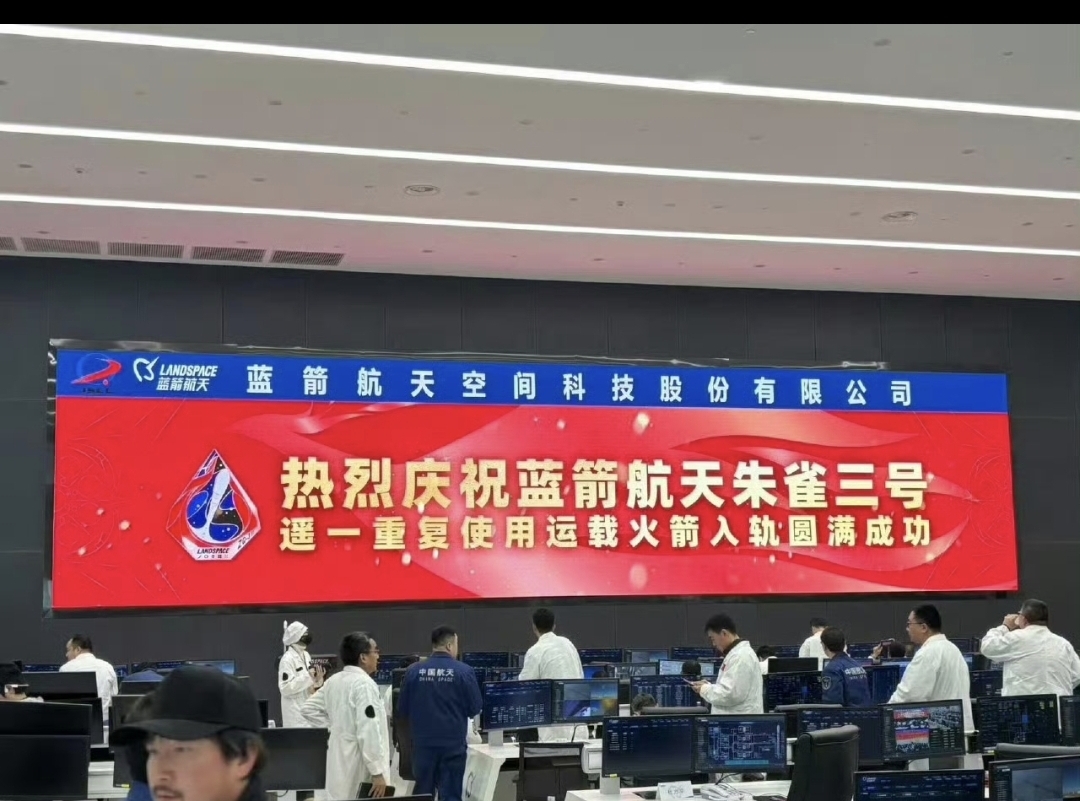 LANDSPACE
蓝箭航天
蓝箭航天空间科技股份有限公司
热烈庆祝蓝箭航天朱雀三号
遥一重复使用运载火箭入轨圆满成功
LANDSPACE
中国航天
CHINA SPACE